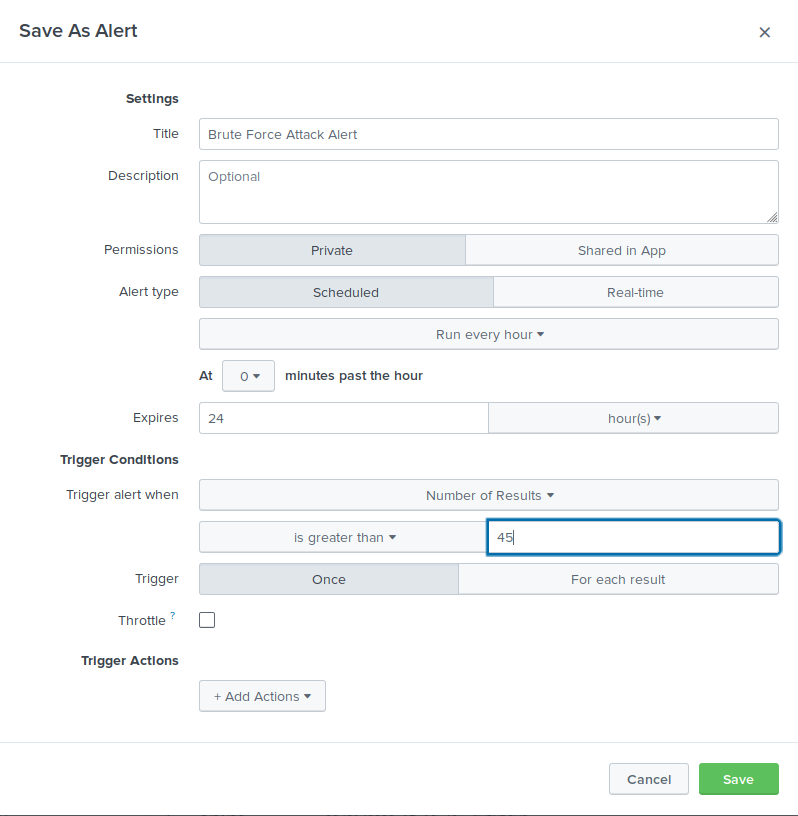 Save As Alert ×
Settings
Title Brute Force Attack Alert
Description Optional
Permissions Private Shared in App
Alert type Scheduled Real-time
Run every hour
At 0 minutes past the hour
Expires 24 hour(s)
Trigger Conditions
Trigger alert when Number of Results
is greater than 45
Trigger Once For each result
Throttle ?
Trigger Actions
+ Add Actions
Cancel Save